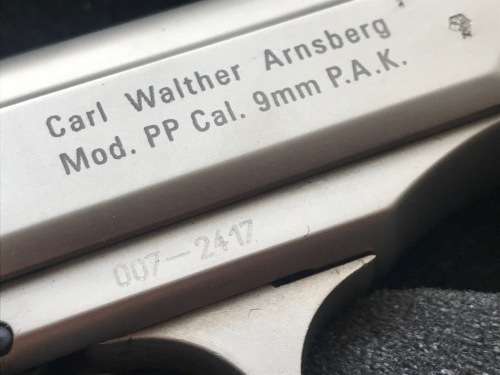 Carl Walther Arnsberg
Mod. PP Cal. 9mm P.A.K.
007-2417